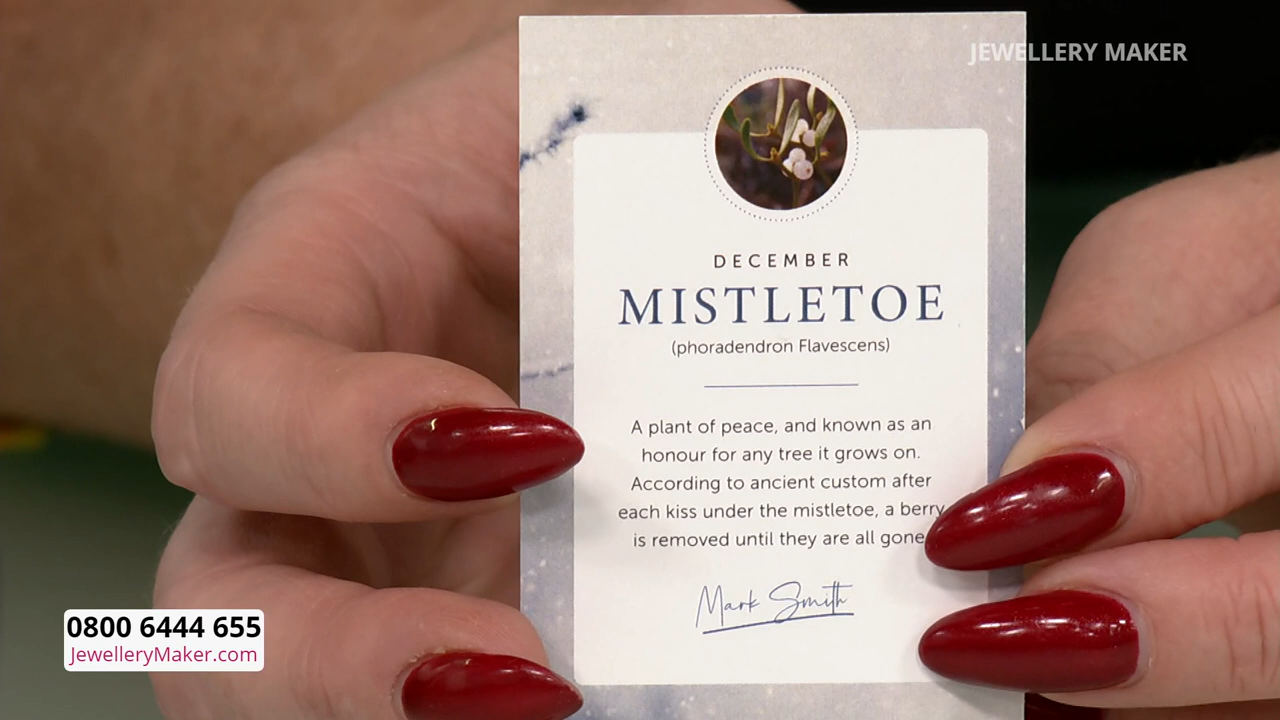 JEWELLERY MAKER
DECEMBER
MISTLETOE
(phoradendron Flavescens)
A plant of peace, and known as an
honour for any tree it grows on.
According to ancient custom after
each kiss under the mistletoe, a berry
is removed until they are all gone
Mark Smith
0800 6444 655
JewelleryMaker.com